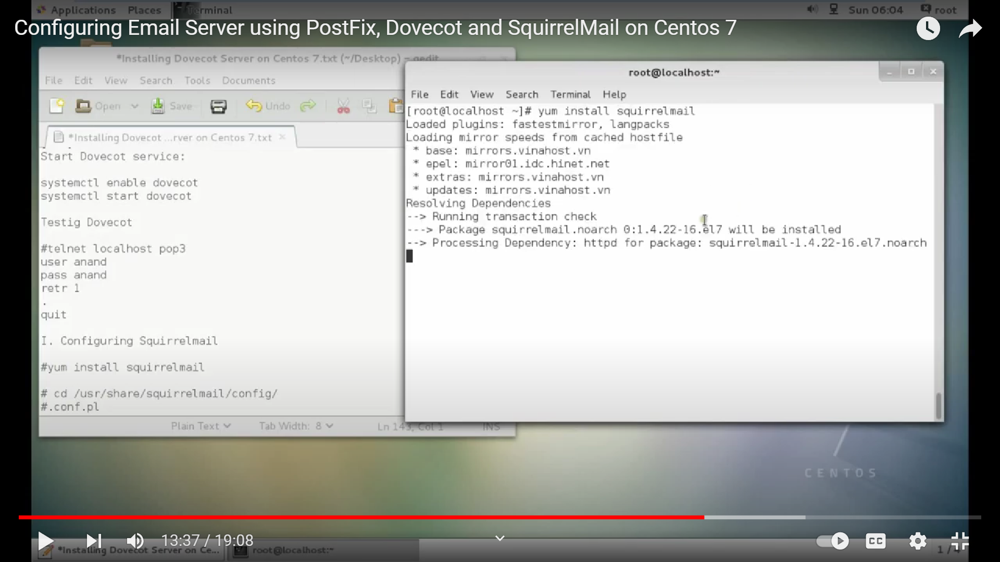 Applications Places Terminal Sun 06:04 root
Configuring Email Server using PostFix, Dovecot and SquirrelMail on Centos 7
*Installing Dovecot Server on Centos 7.txt (~/Desktop) - gedit
File Edit View Search Tools Documents
Open Save Undo
*Installing Dovecot ...rver on Centos 7.txt
Start Dovecot service:
systemctl enable dovecot
systemctl start dovecot
Testig Dovecot
#telnet localhost pop3
user anand
pass anand
retr 1
.
quit
I. Configuring Squirrelmail
#yum install squirrelmail
# cd /usr/share/squirrelmail/config/
#.conf.pl
Plain Text Tab Width: 8 Ln 143, Col 1 INS
root@localhost:~
File Edit View Search Terminal Help
[root@localhost ~]# yum install squirrelmail
Loaded plugins: fastestmirror, langpacks
Loading mirror speeds from cached hostfile
* base: mirrors.vinahost.vn
* epel: mirror01.idc.hinet.net
* extras: mirrors.vinahost.vn
* updates: mirrors.vinahost.vn
Resolving Dependencies
--> Running transaction check
---> Package squirrelmail.noarch 0:1.4.22-16.el7 will be installed
--> Processing Dependency: httpd for package: squirrelmail-1.4.22-16.el7.noarch
CENTOS
13:37 / 19:08
CC
*Installing Dovecot Server on Ce... root@localhost:~ 1 / 4